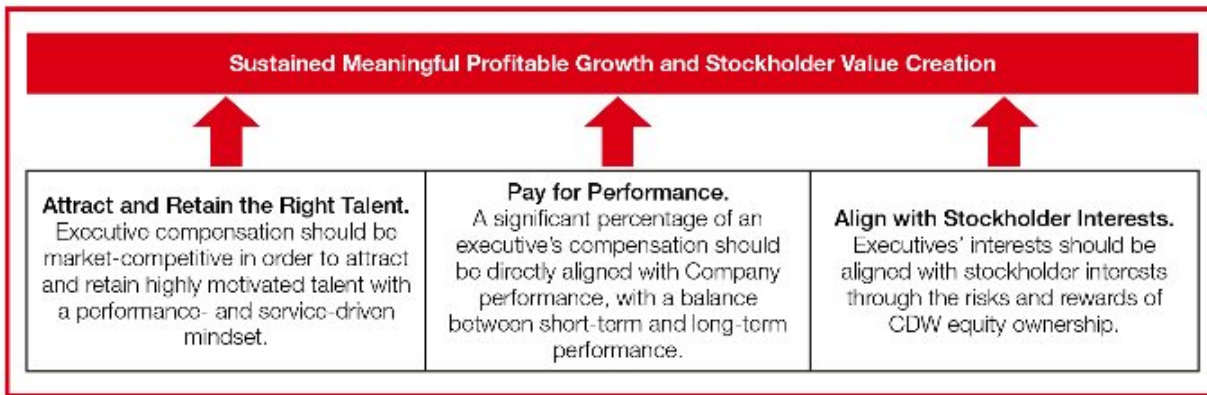 Sustained Meaningful Profitable Growth and Stockholder Value Creation
Attract and Retain the Right Talent.
Executive compensation should be
market-competitive in order to attract
and retain highly motivated talent with
a performance- and service-driven
mindset.
Pay for Performance.
A significant percentage of an
executive's compensation should
be directly aligned with Company
performance, with a balance
between short-term and long-term
performance.
Align with Stockholder Interests.
Executives' interests should be
aligned with stockholder interests
through the risks and rewards of
CDW equity ownership.